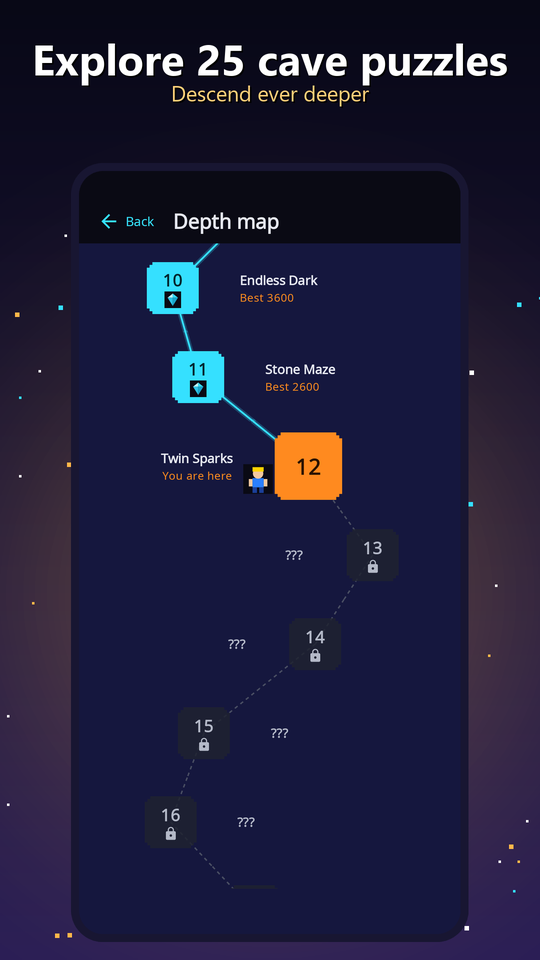 Explore 25 cave puzzles
Descend ever deeper
Back
Depth map
10
Endless Dark
Best 3600
11
Stone Maze
Best 2600
Twin Sparks
You are here
12
???
13
???
14
15
???
16
???